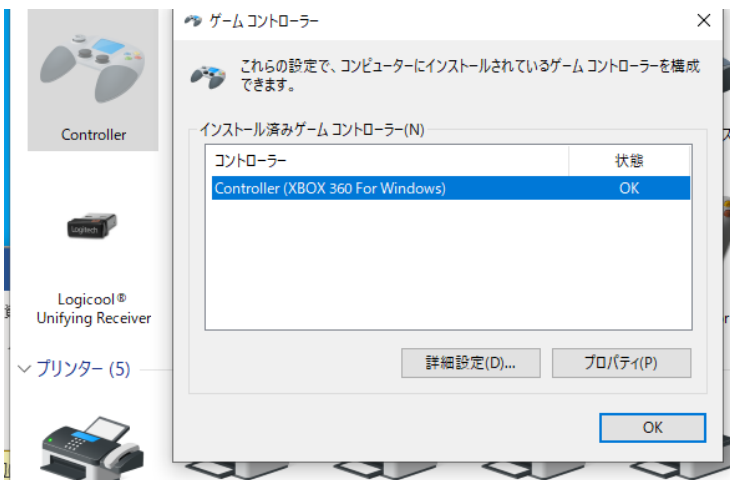 ゲーム コントローラー
これらの設定で、コンピューターにインストールされているゲーム コントローラーを構成
できます。
インストール済みゲーム コントローラー(N)
コントローラー
状態
Controller (XBOX 360 For Windows)
OK
詳細設定(D)...
プロパティ(P)
OK
Controller
Logitech
Logicool®
Unifying Receiver
プリンター (5)